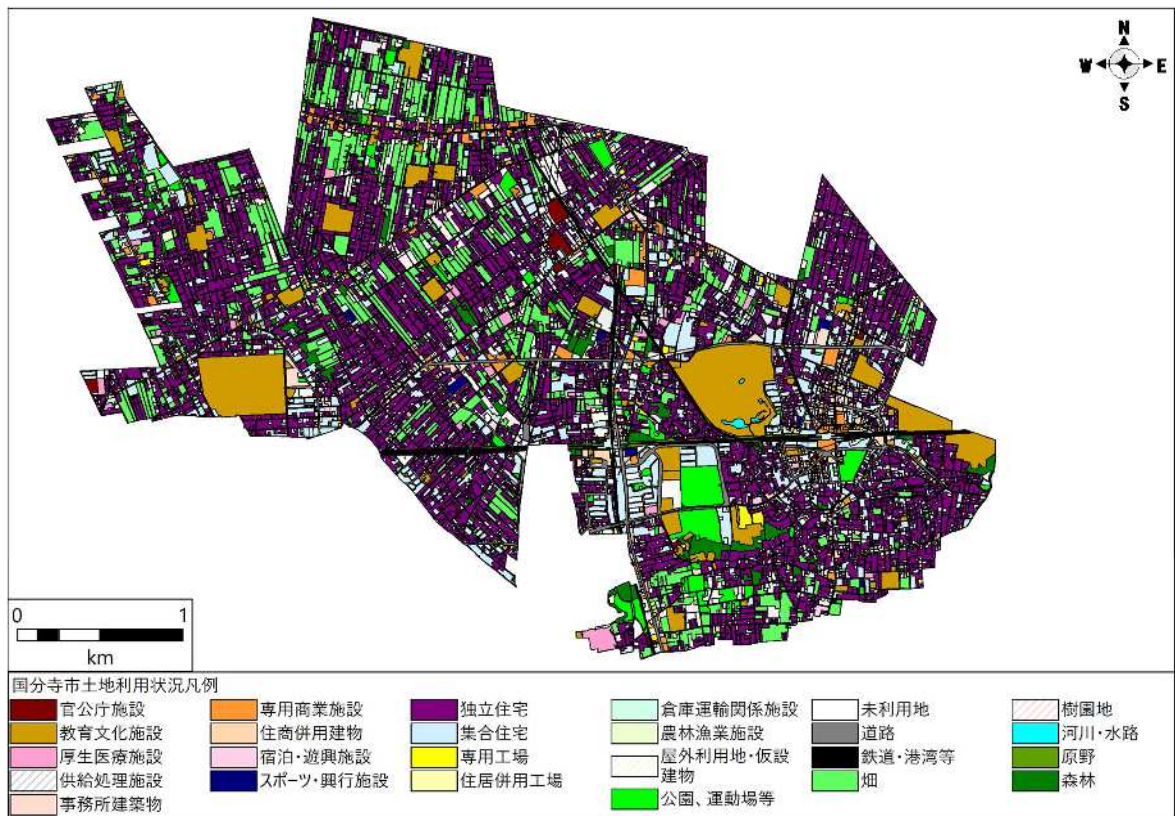 N
W E
S
0 1
km
国分寺市土地利用状況凡例
官公庁施設
教育文化施設
厚生医療施設
供給処理施設
事務所建築物
専用商業施設
住商併用建物
宿泊・遊興施設
スポーツ・興行施設
独立住宅
集合住宅
専用工場
住居併用工場
倉庫運輸関係施設
農林漁業施設
屋外利用地・仮設
建物
公園、運動場等
未利用地
道路
鉄道・港湾等
畑
樹園地
河川・水路
原野
森林